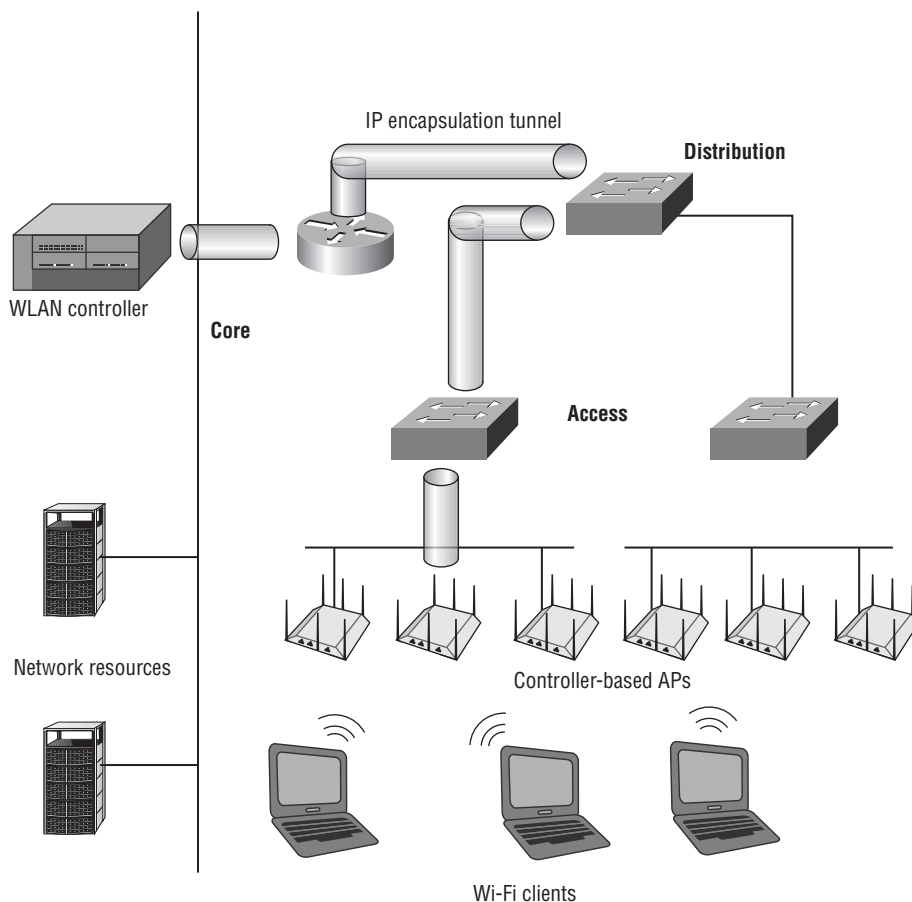 IP encapsulation tunnel
Distribution
WLAN controller
Core
Access
Network resources
Controller-based APs
Wi-Fi clients